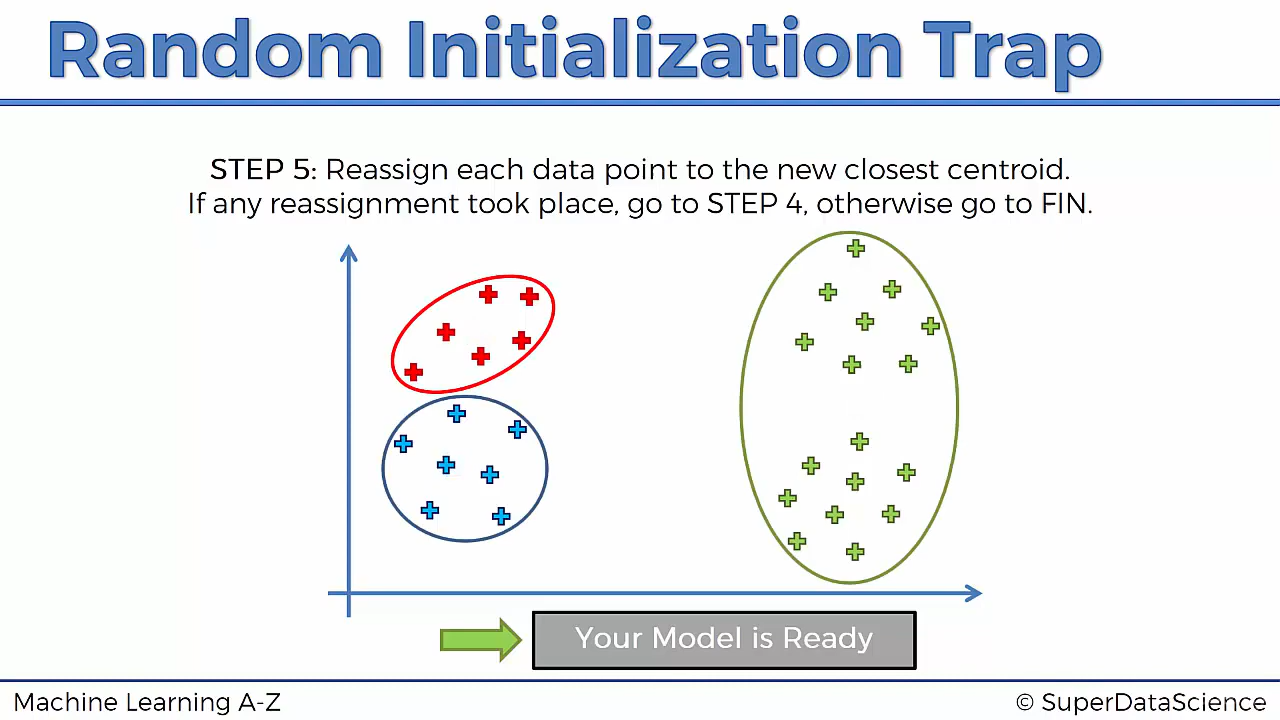 Random Initialization Trap
STEP 5: Reassign each data point to the new closest centroid.
If any reassignment took place, go to STEP 4, otherwise go to FIN.
Your Model is Ready
Machine Learning A-Z
© SuperDataScience